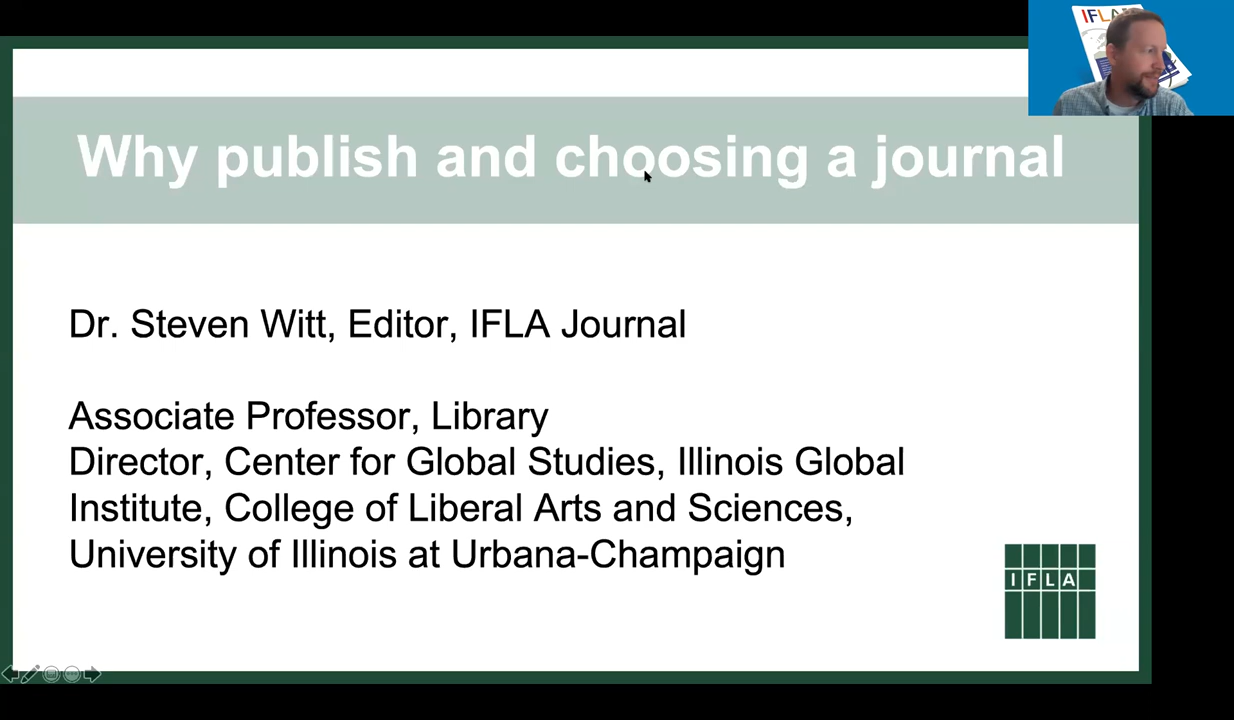 IFLA
Why publish and choosing a journal
Dr. Steven Witt, Editor, IFLA Journal
Associate Professor, Library
Director, Center for Global Studies, Illinois Global
Institute, College of Liberal Arts and Sciences,
University of Illinois at Urbana-Champaign
IFLA